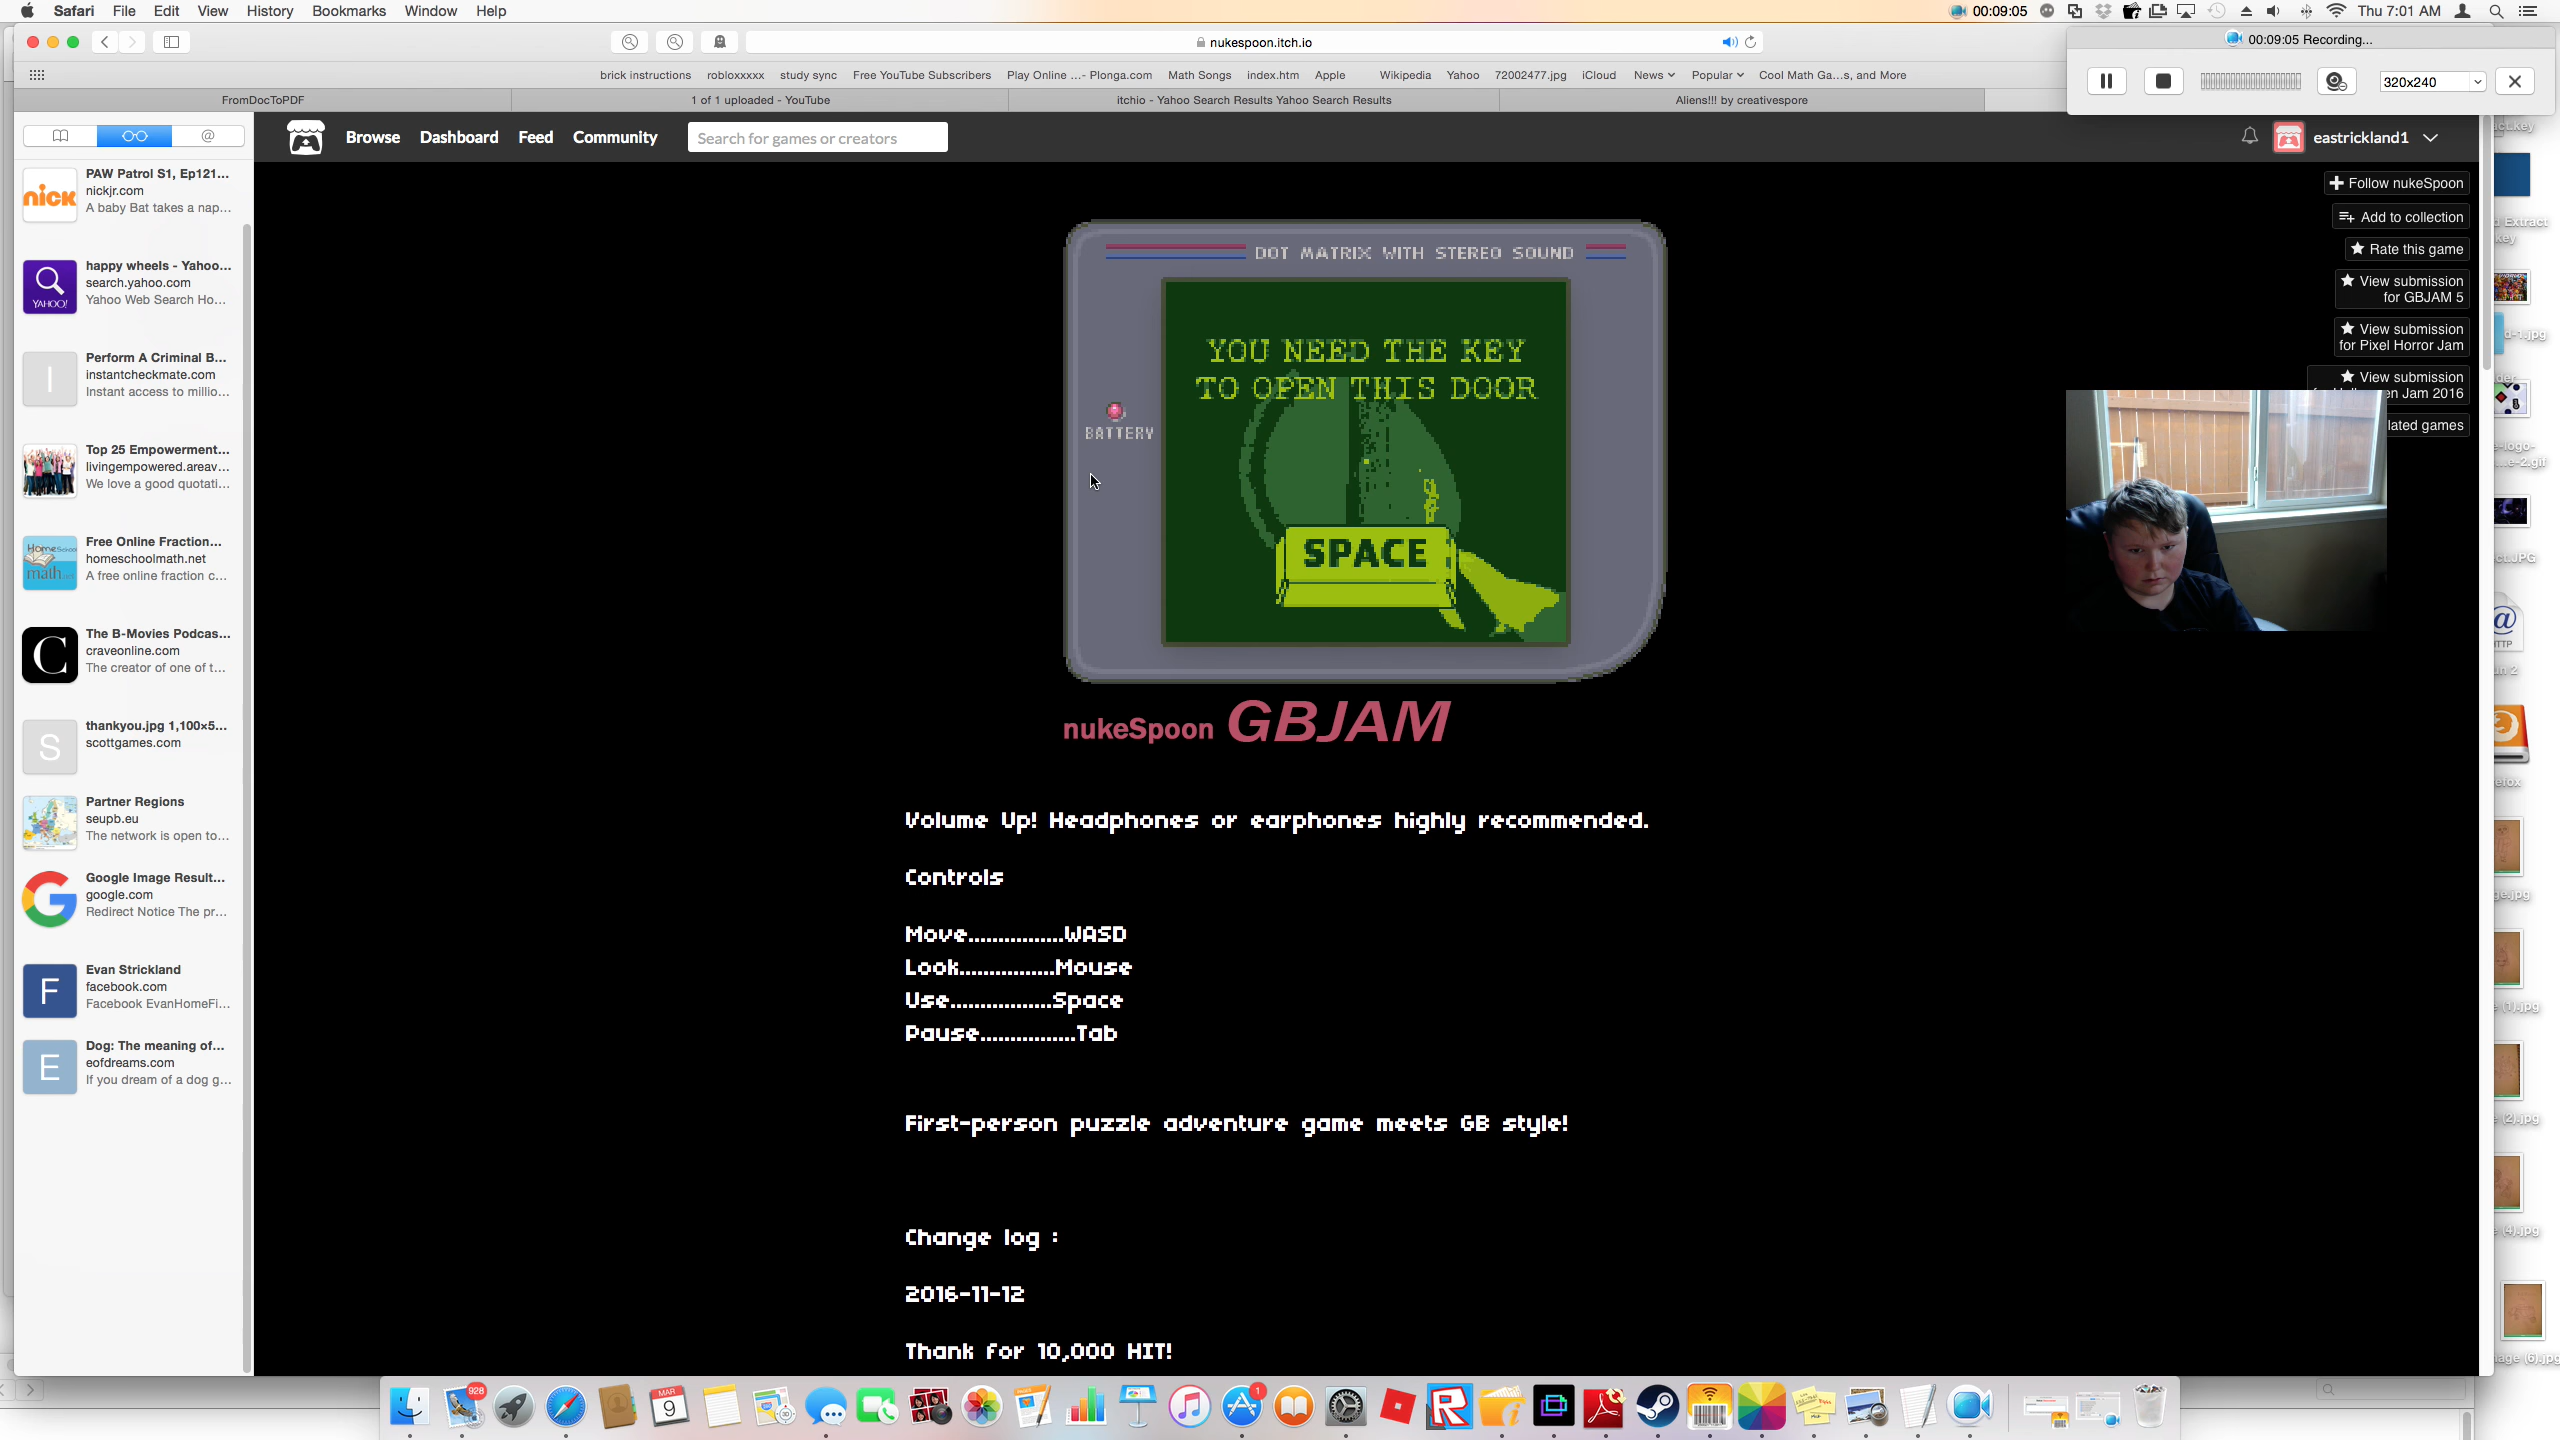 Safari File Edit View History Bookmarks Window Help
00:09:05
Thu 7:01 AM
nukespoon.itch.io
00:09:05 Recording...
320x240
brick instructions robloxxxxx study sync Free YouTube Subscribers Play Online ...- Plonga.com Math Songs index.htm Apple Wikipedia Yahoo 72002477.jpg iCloud News Popular Cool Math Ga...s, and More
FromDocToPDF
1 of 1 uploaded - YouTube
itchio - Yahoo Search Results Yahoo Search Results
Aliens!!! by creativespore
Browse Dashboard Feed Community
Search for games or creators
eastrickland1
PAW Patrol S1, Ep121...
nickjr.com
A baby Bat takes a nap...
nick
happy wheels - Yahoo...
search.yahoo.com
Yahoo Web Search Ho...
YAHOO!
Perform A Criminal B...
instantcheckmate.com
Instant access to millio...
I
Top 25 Empowerment...
livingempowered.areav...
We love a good quotati...
Free Online Fraction...
homeschoolmath.net
A free online fraction c...
The B-Movies Podcas...
craveonline.com
The creator of one of t...
C
thankyou.jpg 1,100×5...
scottgames.com
S
Partner Regions
seupb.eu
The network is open to...
Google Image Result...
google.com
Redirect Notice The pr...
G
Evan Strickland
facebook.com
Facebook EvanHomeFi...
F
Dog: The meaning of...
eofdreams.com
If you dream of a dog g...
E
Follow nukeSpoon
Add to collection
Rate this game
View submission
for GBJAM 5
View submission
for Pixel Horror Jam
View submission
en Jam 2016
lated games
DOT MATRIX WITH STEREO SOUND
YOU NEED THE KEY
TO OPEN THIS DOOR
BATTERY
SPACE
nukeSpoon GBJAM
Volume Up! Headphones or earphones highly recommended.
Controls
Move................WASD
Look................Mouse
Use.................Space
Pause................Tab
First-person puzzle adventure game meets GB style!
Change log :
2016-11-12
Thank for 10,000 HIT!
928
MAR
9
1